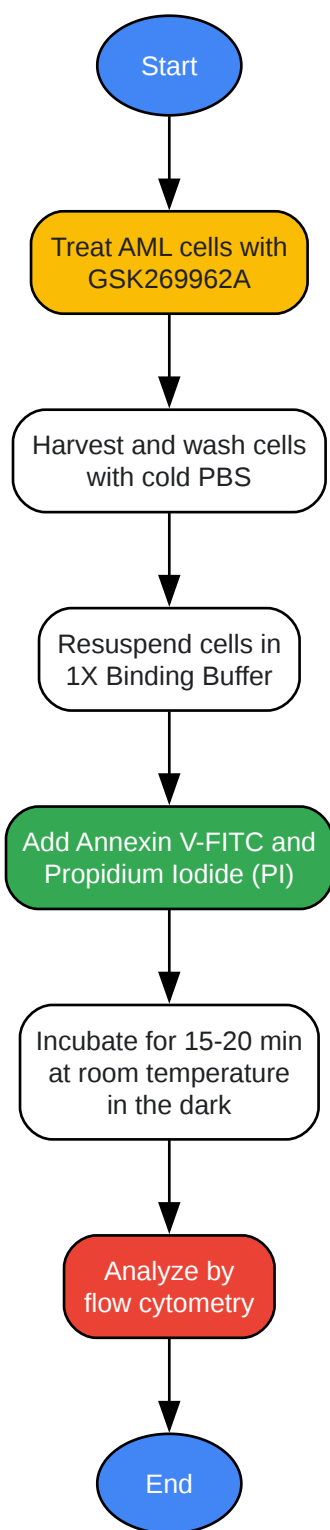 Start
Treat AML cells with
GSK269962A
Harvest and wash cells
with cold PBS
Resuspend cells in
1X Binding Buffer
Add Annexin V-FITC and
Propidium Iodide (PI)
Incubate for 15-20 min
at room temperature
in the dark
Analyze by
flow cytometry
End